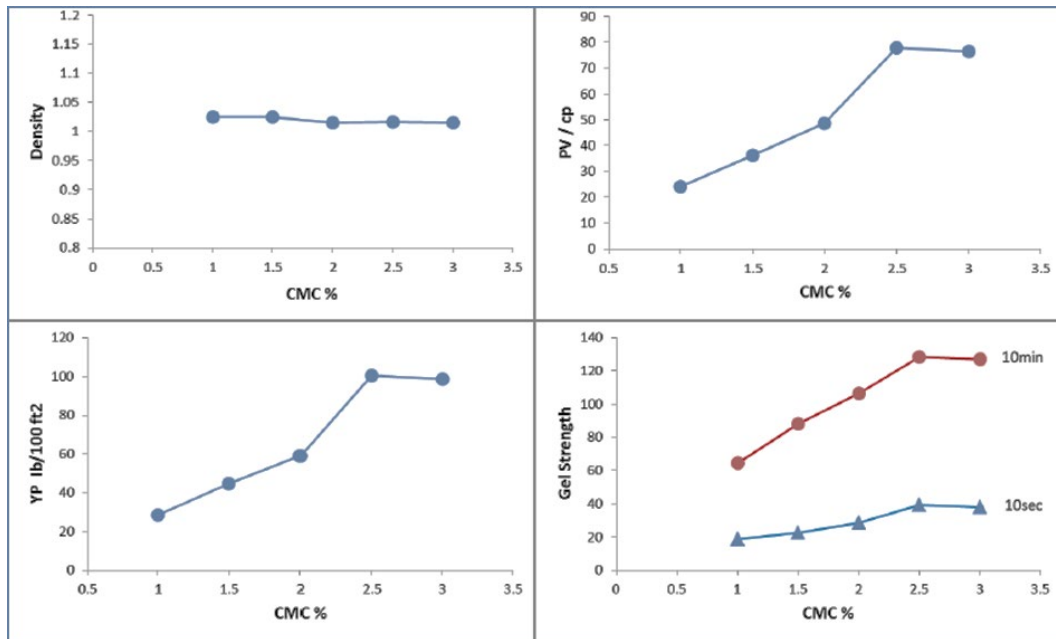 1.2
1.15
1.1
1.05
1
0.95
0.9
0.85
0.8
Density
0 0.5 1 1.5 2 2.5 3 3.5
CMC %
90
80
70
60
50
40
30
20
10
0
PV / cp
0.5 1 1.5 2 2.5 3 3.5
CMC %
120
100
80
60
40
20
0
YP lb/100 ft2
0.5 1 1.5 2 2.5 3 3.5
CMC %
140
120
100
80
60
40
20
0
Gel Strength
10min
10sec
0 0.5 1 1.5 2 2.5 3 3.5
CMC %